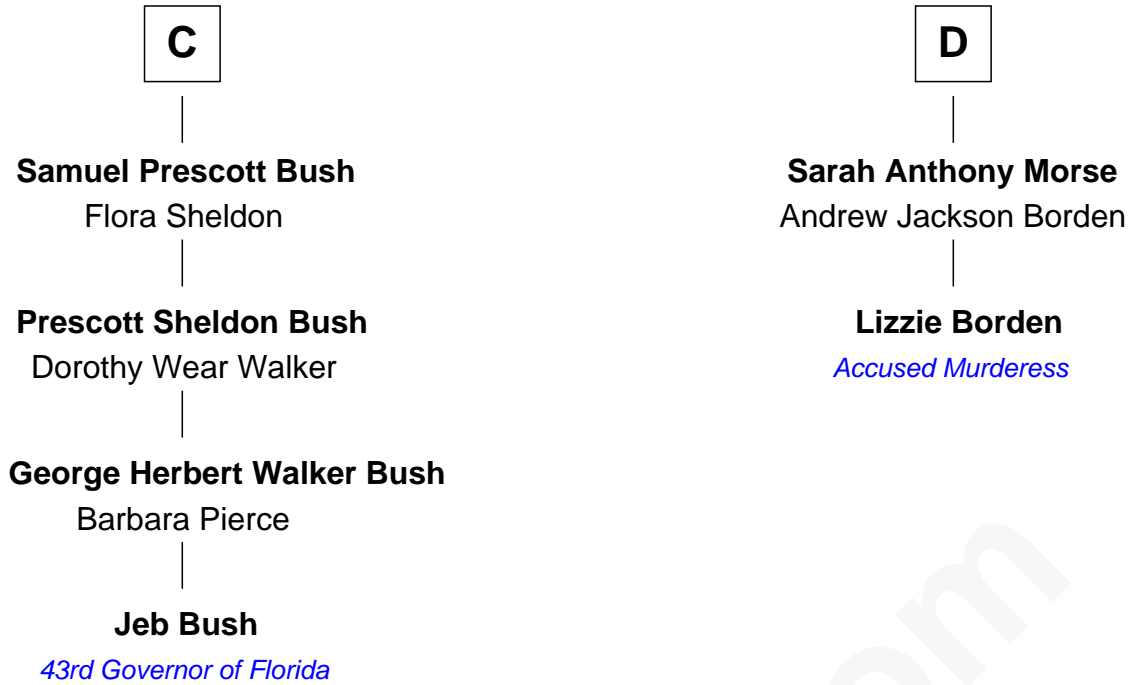 C
Samuel Prescott Bush
Flora Sheldon
Prescott Sheldon Bush
Dorothy Wear Walker
George Herbert Walker Bush
Barbara Pierce
Jeb Bush
43rd Governor of Florida
D
Sarah Anthony Morse
Andrew Jackson Borden
Lizzie Borden
Accused Murderess
om